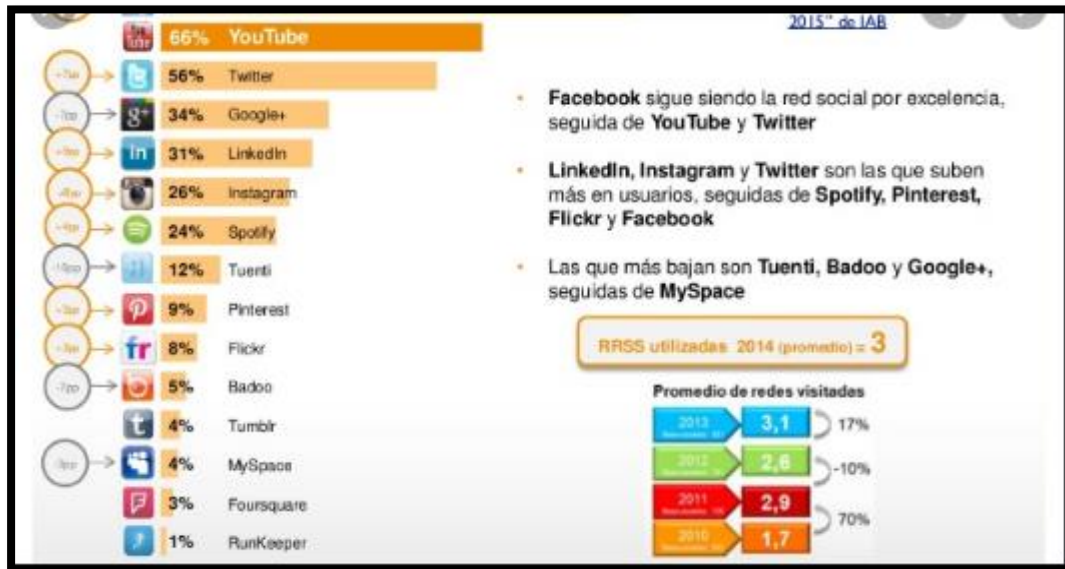 2015" de IAB
66% YouTube
56% Twitter
34% Google+
31% LinkedIn
26% Instagram
24% Spotify
12% Tuenti
9% Pinterest
8% Flickr
5% Badoo
4% Tumblr
4% MySpace
3% Foursquare
1% RunKeeper
Facebook sigue siendo la red social por excelencia,
seguida de YouTube y Twitter
LinkedIn, Instagram y Twitter son las que suben
más en usuarios, seguidas de Spotify, Pinterest,
Flickr y Facebook
Las que más bajan son Tuenti, Badoo y Google+,
seguidas de MySpace
RRSS utilizadas 2014 (promedio) = 3
Promedio de redes visitadas
2013 3,1 17%
2012 2,6 -10%
2011 2,9 70%
2010 1,7